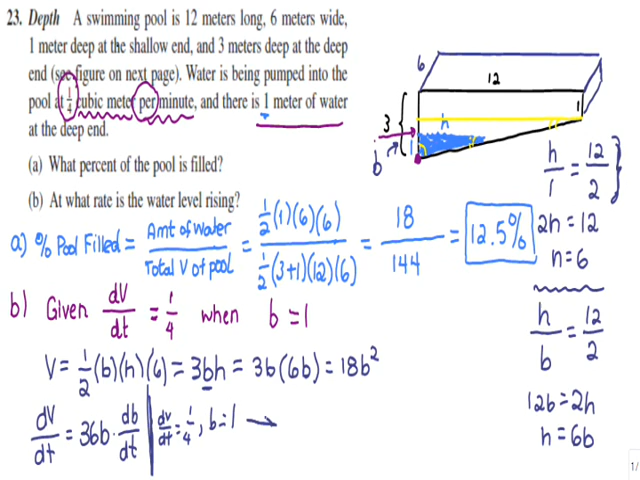 23. Depth A swimming pool is 12 meters long, 6 meters wide,
1 meter deep at the shallow end, and 3 meters deep at the deep
end (see figure on next page). Water is being pumped into the
pool at 1/4 cubic meter per minute, and there is 1 meter of water
at the deep end.
(a) What percent of the pool is filled?
(b) At what rate is the water level rising?
6
12
1
3
h
1
b
h/1 = 12/2
2h = 12
h = 6
a) % Pool Filled = Amt of water / Total V of pool = 1/2 (1)(6)(6) / 1/2 (3+1)(12)(6) = 18/144 = 12.5%
b) Given dV/dt = 1/4 when b = 1
h/b = 12/2
12b = 2h
h = 6b
V = 1/2 (b)(h)(6) = 3bh = 3b(6b) = 18b²
dV/dt = 36b · db/dt | dV/dt = 1/4, b = 1 →
1/